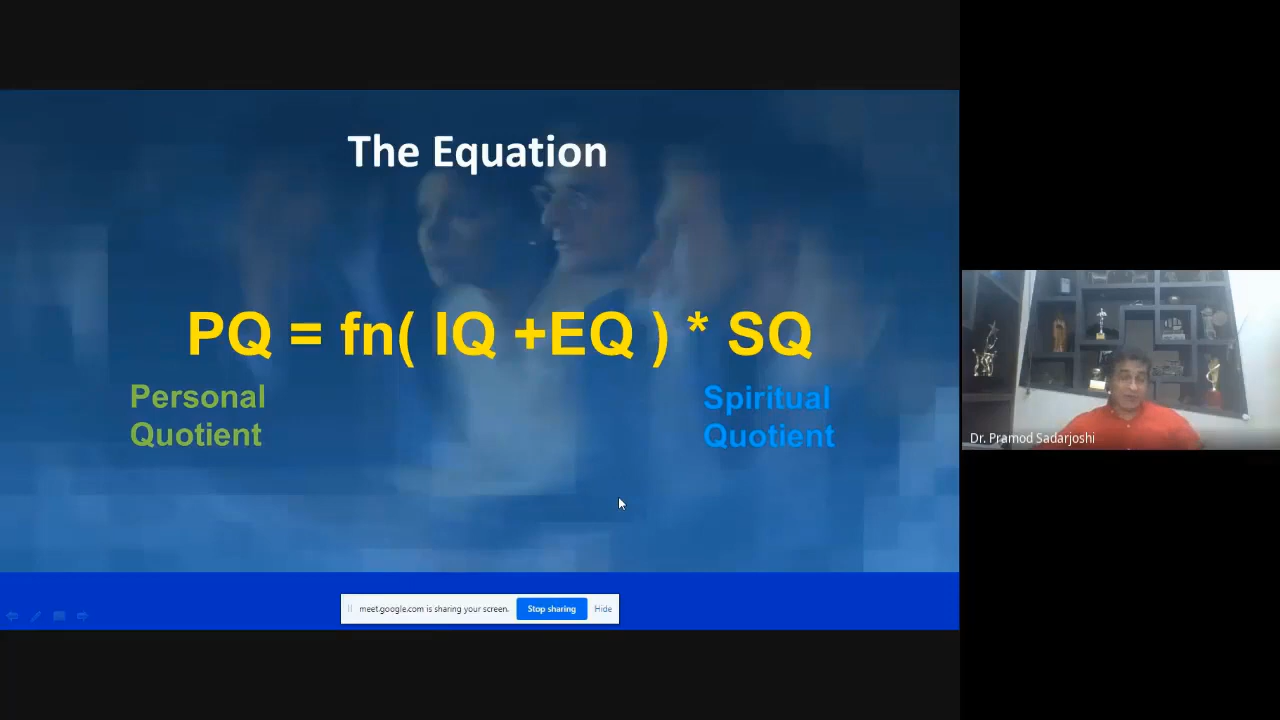 The Equation
PQ = fn( IQ +EQ ) * SQ
Personal
Quotient
Spiritual
Quotient
meet.google.com is sharing your screen.
Stop sharing
Hide
Dr. Pramod Sadarjoshi